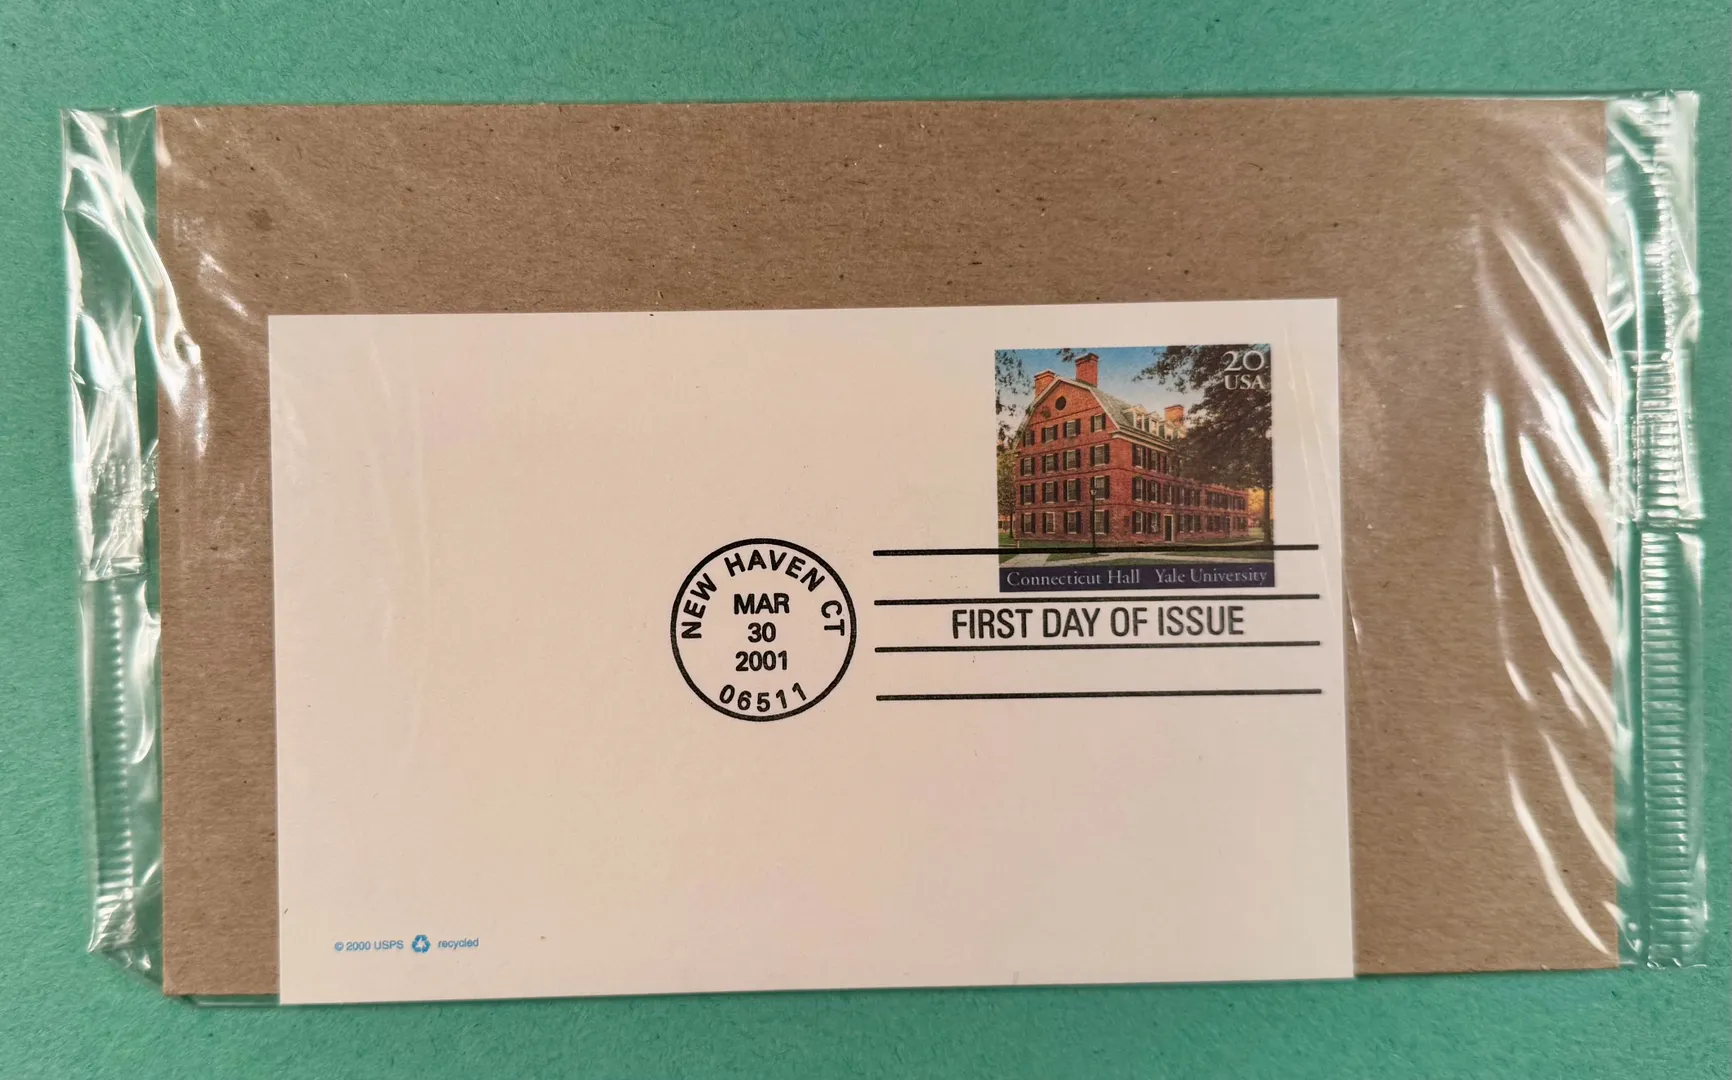 20
USA
Connecticut Hall Yale University
NEW HAVEN CT
MAR
30
2001
06511
FIRST DAY OF ISSUE
© 2000 USPS recycled